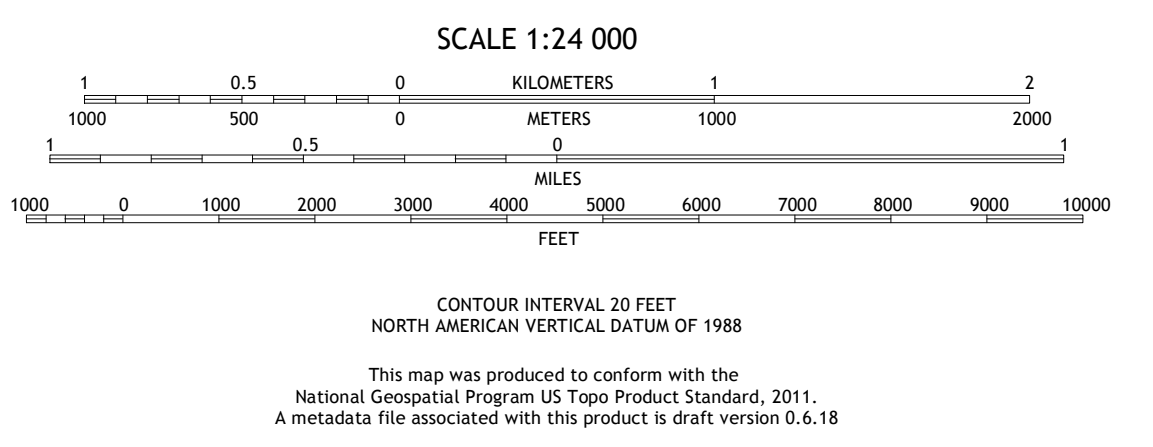 SCALE 1:24 000
1 0.5 0 KILOMETERS 1 2
1000 500 0 METERS 1000 2000
1 0.5 0 1
MILES
1000 0 1000 2000 3000 4000 5000 6000 7000 8000 9000 10000
FEET
CONTOUR INTERVAL 20 FEET
NORTH AMERICAN VERTICAL DATUM OF 1988
This map was produced to conform with the
National Geospatial Program US Topo Product Standard, 2011.
A metadata file associated with this product is draft version 0.6.18